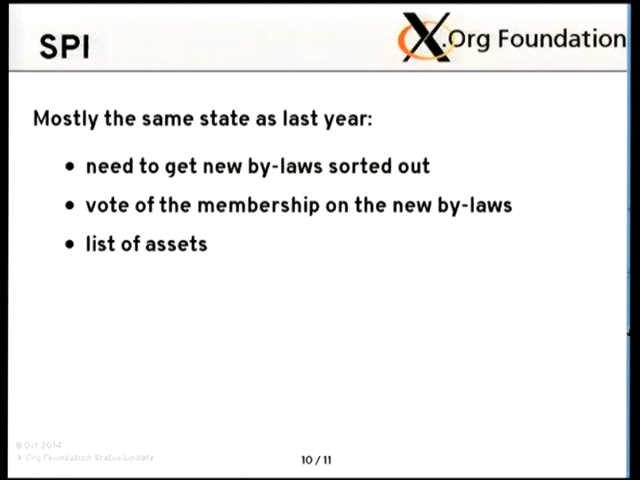 SPI
X.Org Foundation
Mostly the same state as last year:
• need to get new by-laws sorted out
• vote of the membership on the new by-laws
• list of assets
8 Oct 2014
X.Org Foundation Status Update
10 / 11